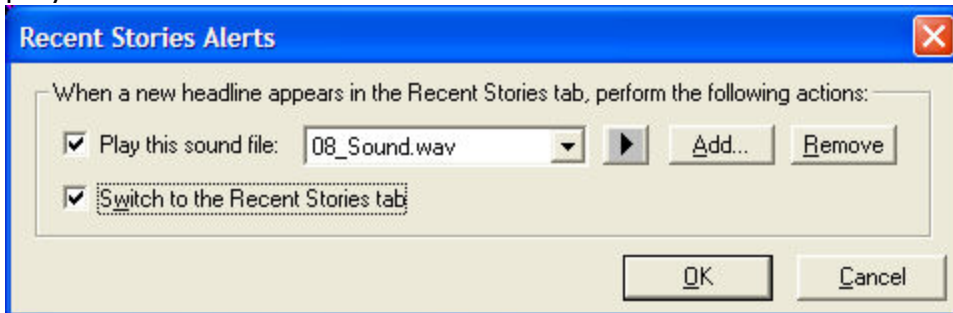 Recent Stories Alerts
When a new headline appears in the Recent Stories tab, perform the following actions:
Play this sound file: 08_Sound.wav Add... Remove
Switch to the Recent Stories tab
OK Cancel